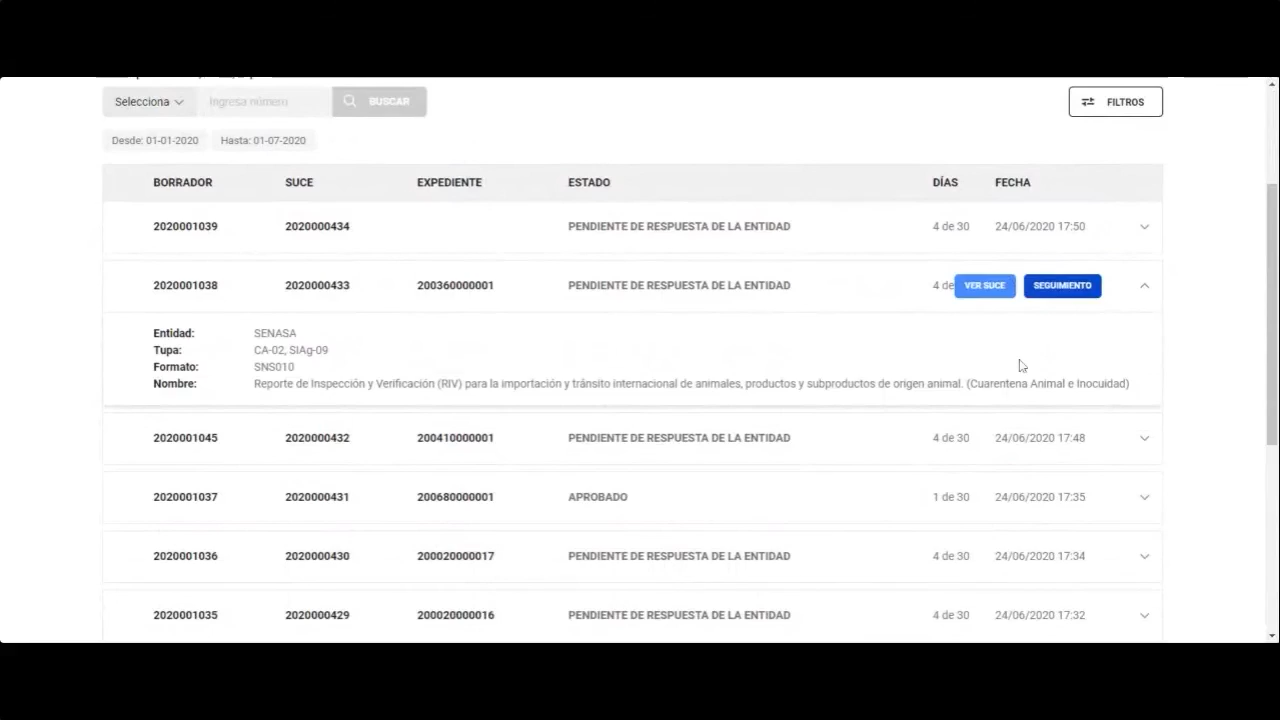 Selecciona Ingresa número BUSCAR FILTROS
Desde: 01-01-2020 Hasta: 01-07-2020
BORRADOR SUCE EXPEDIENTE ESTADO DÍAS FECHA
2020001039 2020000434 PENDIENTE DE RESPUESTA DE LA ENTIDAD 4 de 30 24/06/2020 17:50
2020001038 2020000433 200360000001 PENDIENTE DE RESPUESTA DE LA ENTIDAD 4 de VER SUCE SEGUIMIENTO
Entidad: SENASA
Tupa: CA-02, SIAg-09
Formato: SNS010
Nombre: Reporte de Inspección y Verificación (RIV) para la importación y tránsito internacional de animales, productos y subproductos de origen animal. (Cuarentena Animal e Inocuidad)
2020001045 2020000432 200410000001 PENDIENTE DE RESPUESTA DE LA ENTIDAD 4 de 30 24/06/2020 17:48
2020001037 2020000431 200680000001 APROBADO 1 de 30 24/06/2020 17:35
2020001036 2020000430 200020000017 PENDIENTE DE RESPUESTA DE LA ENTIDAD 4 de 30 24/06/2020 17:34
2020001035 2020000429 200020000016 PENDIENTE DE RESPUESTA DE LA ENTIDAD 4 de 30 24/06/2020 17:32